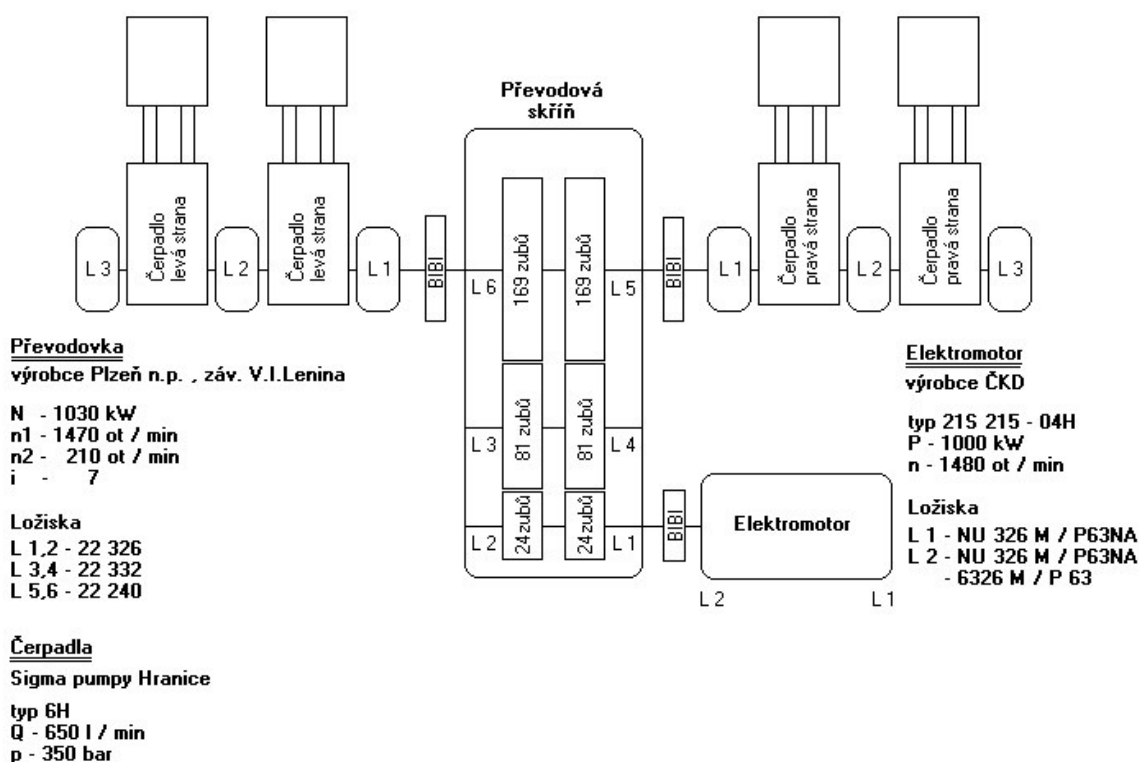 Převodová
skříň
Čerpadlo
levá strana
Čerpadlo
levá strana
169 zubů
169 zubů
Čerpadlo
pravá strana
Čerpadlo
pravá strana
L 3
L 2
L 1
BIBI
L 6
L 5
BIBI
L 1
L 2
L 3
81 zubů
81 zubů
L 3
L 4
24zubů
24zubů
L 2
L 1
BIBI
Elektromotor
L 2
L 1
Převodovka
výrobce Plzeň n.p. , záv. V.I.Lenina
N - 1030 kW
n1 - 1470 ot / min
n2 - 210 ot / min
i - 7
Ložiska
L 1,2 - 22 326
L 3,4 - 22 332
L 5,6 - 22 240
Čerpadla
Sigma pumpy Hranice
typ 6H
Q - 650 l / min
p - 350 bar
Elektromotor
výrobce ČKD
typ 21S 215 - 04H
P - 1000 kW
n - 1480 ot / min
Ložiska
L 1 - NU 326 M / P63NA
L 2 - NU 326 M / P63NA
- 6326 M / P 63